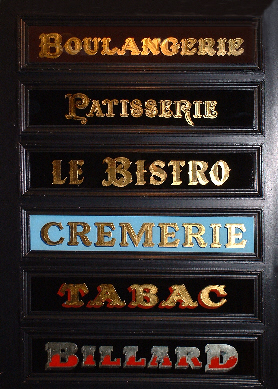 BOULANGERIE
PATISSERIE
LE BISTRO
CREMERIE
TABAC
BILLARD